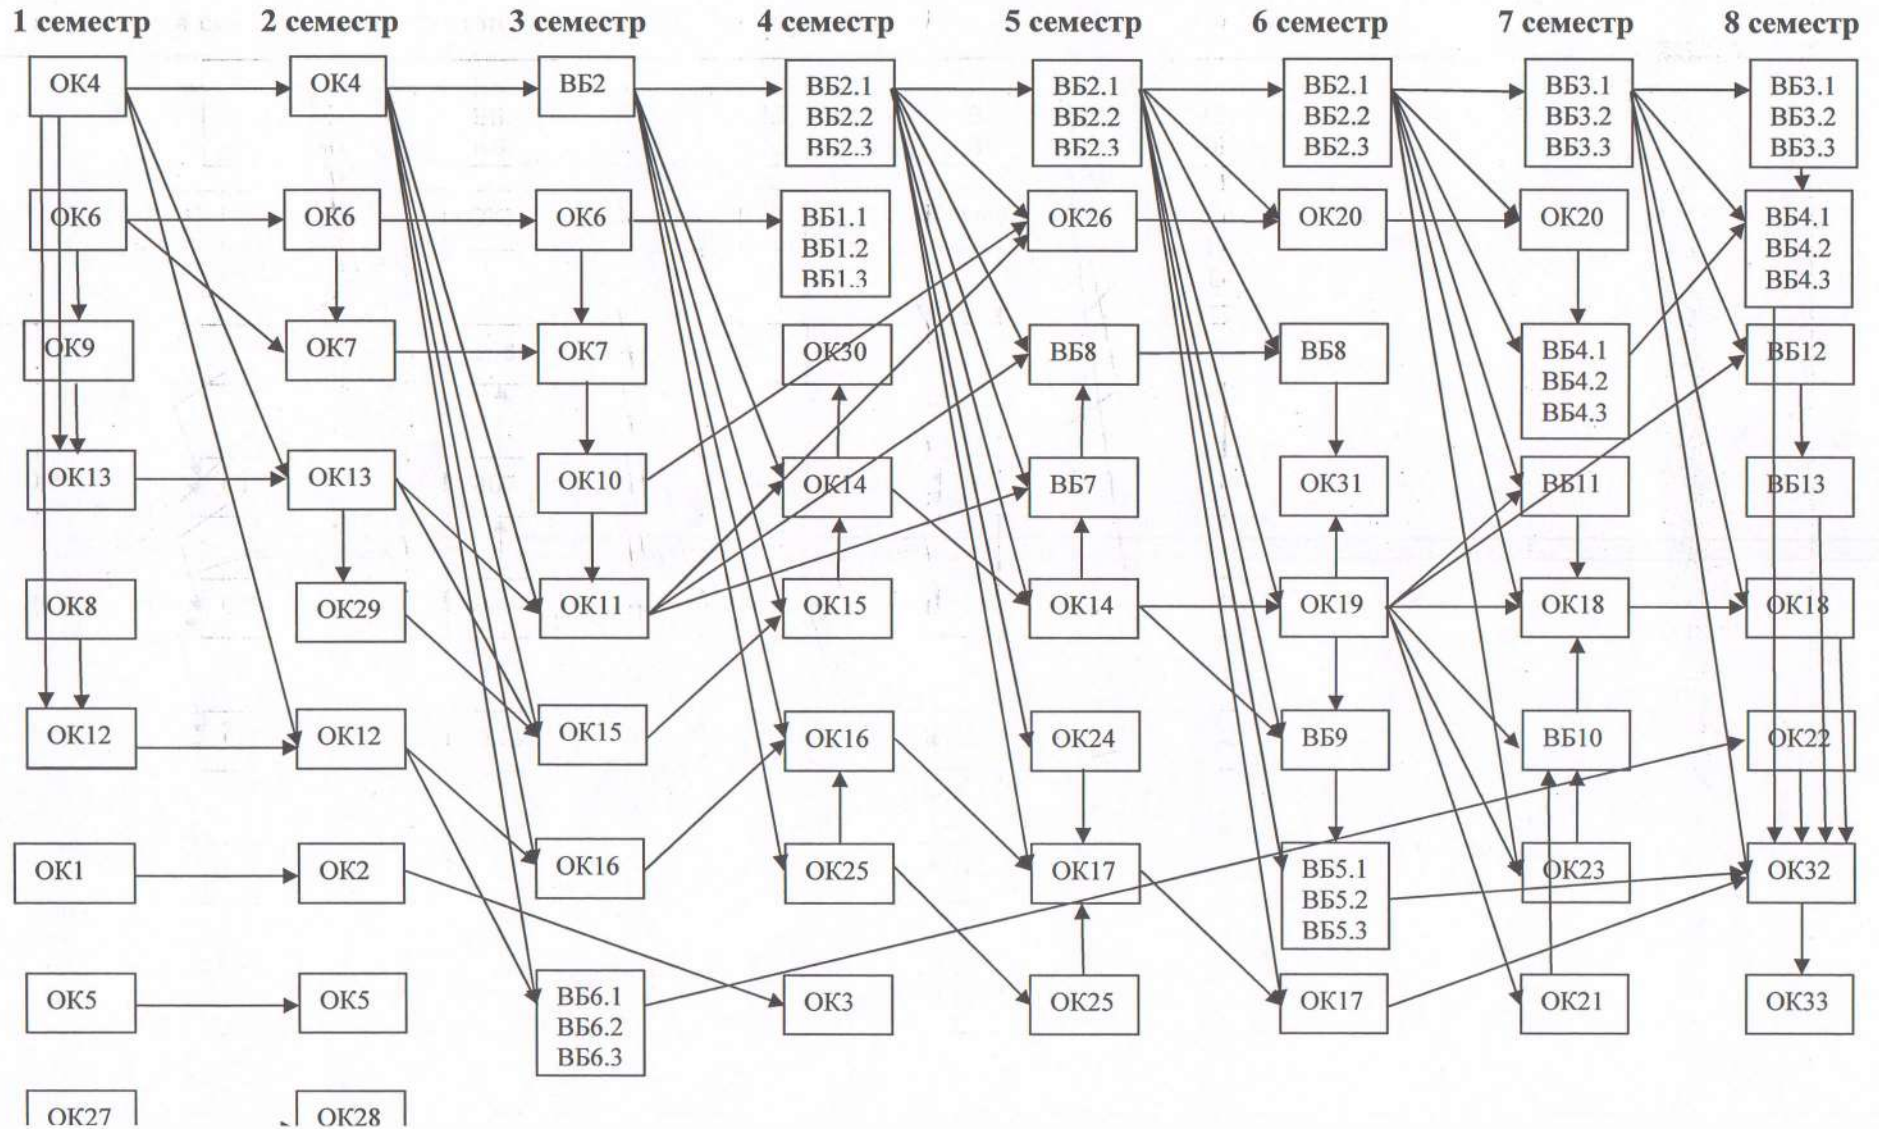 1 семестр 2 семестр 3 семестр 4 семестр 5 семестр 6 семестр 7 семестр 8 семестр
ОК4 ОК4 ВБ2 ВБ2.1 ВБ2.1 ВБ2.1 ВБ3.1 ВБ3.1
ВБ2.2 ВБ2.2 ВБ2.2 ВБ3.2 ВБ3.2
ВБ2.3 ВБ2.3 ВБ2.3 ВБ3.3 ВБ3.3
ОК6 ОК6 ОК6 ВБ1.1 ОК26 ОК20 ОК20 ВБ4.1
ВБ1.2 ВБ4.2
ВБ1.3 ВБ4.3
ОК9 ОК7 ОК7 ОК30 ВБ8 ВБ8 ВБ4.1 ВБ12
ВБ4.2
ВБ4.3
ОК13 ОК13 ОК10 ОК14 ВБ7 ОК31 ВБ11 ВБ13
ОК8 ОК29 ОК11 ОК15 ОК14 ОК19 ОК18 ОК18
ОК12 ОК12 ОК15 ОК16 ОК24 ВБ9 ВБ10 ОК22
ОК1 ОК2 ОК16 ОК25 ОК17 ВБ5.1 ОК23 ОК32
ВБ5.2
ВБ5.3
ОК5 ОК5 ВБ6.1 ОК3 ОК25 ОК17 ОК21 ОК33
ВБ6.2
ВБ6.3
ОК27 ОК28